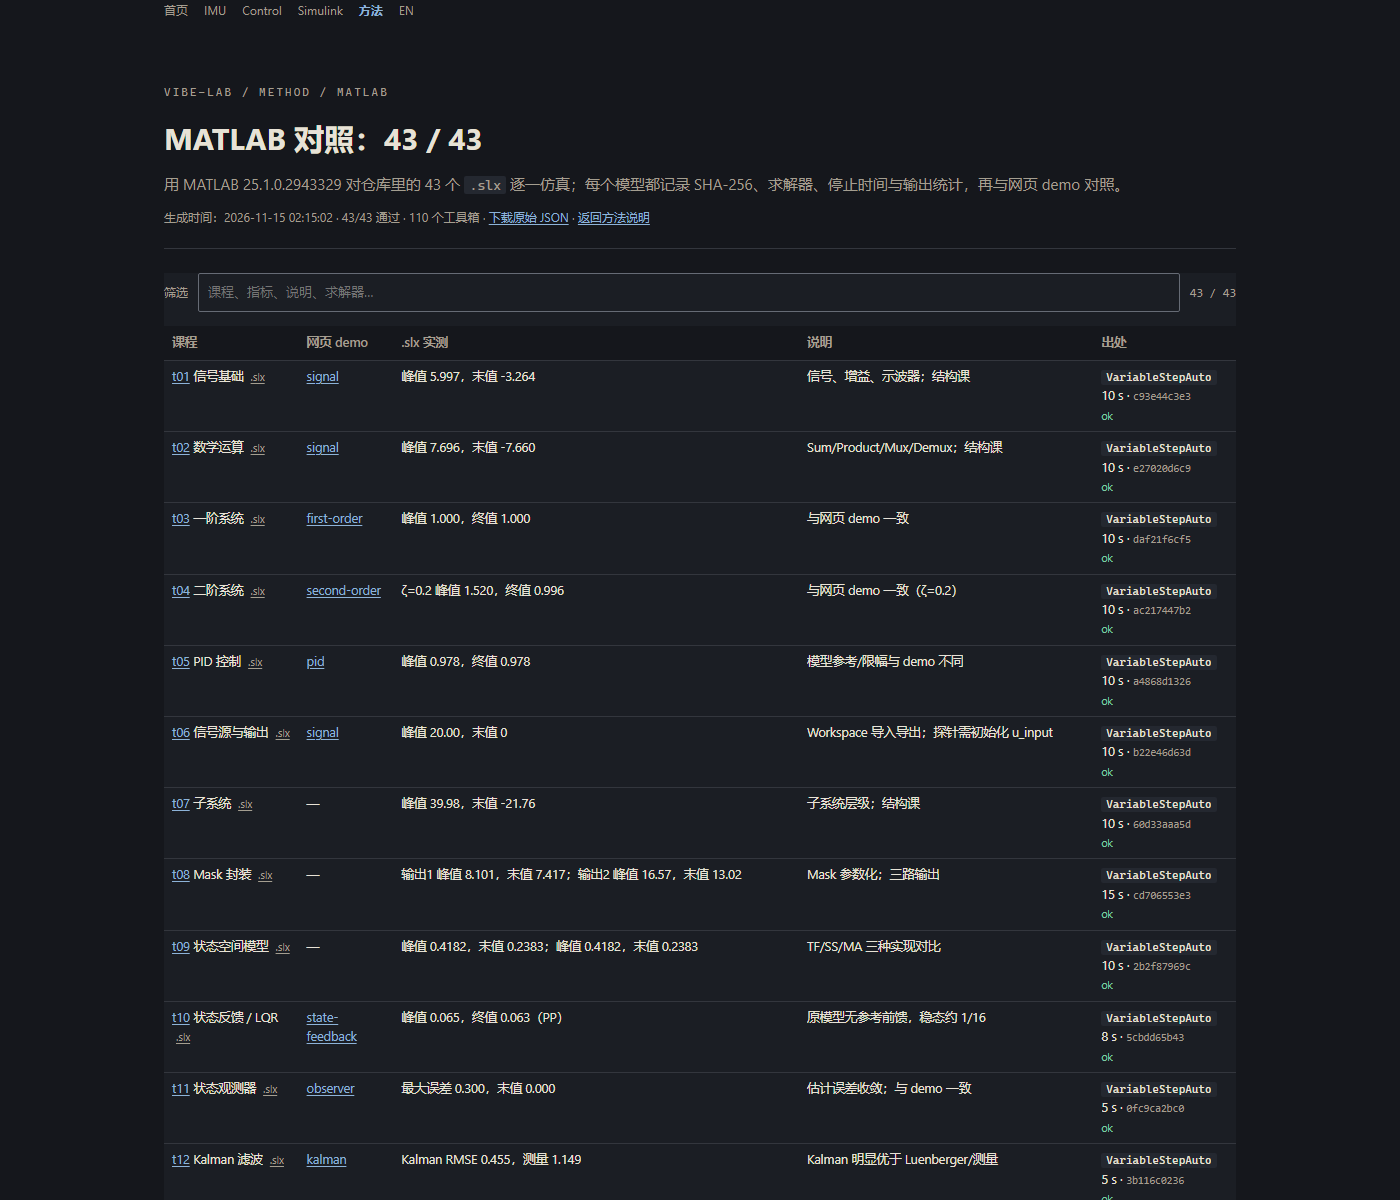 首页 IMU Control Simulink 方法 EN
VIBE-LAB / METHOD / MATLAB
MATLAB 对照：43 / 43
用 MATLAB 25.1.0.2943329 对仓库里的 43 个 .slx 逐一仿真；每个模型都记录 SHA-256、求解器、停止时间与输出统计，再与网页 demo 对照。
生成时间：2026-11-15 02:15:02 · 43/43 通过 · 110 个工具箱 · 下载原始 JSON · 返回方法说明
筛选 课程、指标、说明、求解器... 43 / 43
课程 网页 demo .slx 实测 说明 出处
t01 信号基础 .slx signal 峰值 5.997，末值 -3.264 信号、增益、示波器；结构课 VariableStepAuto
10 s · c93e44c3e3
ok
t02 数学运算 .slx signal 峰值 7.696，末值 -7.660 Sum/Product/Mux/Demux；结构课 VariableStepAuto
10 s · e27020d6c9
ok
t03 一阶系统 .slx first-order 峰值 1.000，终值 1.000 与网页 demo 一致 VariableStepAuto
10 s · daf21f6cf5
ok
t04 二阶系统 .slx second-order ζ=0.2 峰值 1.520，终值 0.996 与网页 demo 一致（ζ=0.2） VariableStepAuto
10 s · ac217447b2
ok
t05 PID 控制 .slx pid 峰值 0.978，终值 0.978 模型参考/限幅与 demo 不同 VariableStepAuto
10 s · a4868d1326
ok
t06 信号源与输出 .slx signal 峰值 20.00，末值 0 Workspace 导入导出；探针需初始化 u_input VariableStepAuto
10 s · b22e46d63d
ok
t07 子系统 .slx — 峰值 39.98，末值 -21.76 子系统层级；结构课 VariableStepAuto
10 s · 60d33aaa5d
ok
t08 Mask 封装 .slx — 输出1 峰值 8.101，末值 7.417；输出2 峰值 16.57，末值 13.02 Mask 参数化；三路输出 VariableStepAuto
15 s · cd706553e3
ok
t09 状态空间模型 .slx — 峰值 0.4182，末值 0.2383；峰值 0.4182，末值 0.2383 TF/SS/MA 三种实现对比 VariableStepAuto
10 s · 2b2f87969c
ok
t10 状态反馈 / LQR state- 峰值 0.065，终值 0.063（PP） 原模型无参考前馈，稳态约 1/16 VariableStepAuto
.slx feedback 8 s · 5cbdd65b43
ok
t11 状态观测器 .slx observer 最大误差 0.300，末值 0.000 估计误差收敛；与 demo 一致 VariableStepAuto
5 s · 0fc9ca2bc0
ok
t12 Kalman 滤波 .slx kalman Kalman RMSE 0.455，测量 1.149 Kalman 明显优于 Luenberger/测量 VariableStepAuto
5 s · 3b116c0236
ok